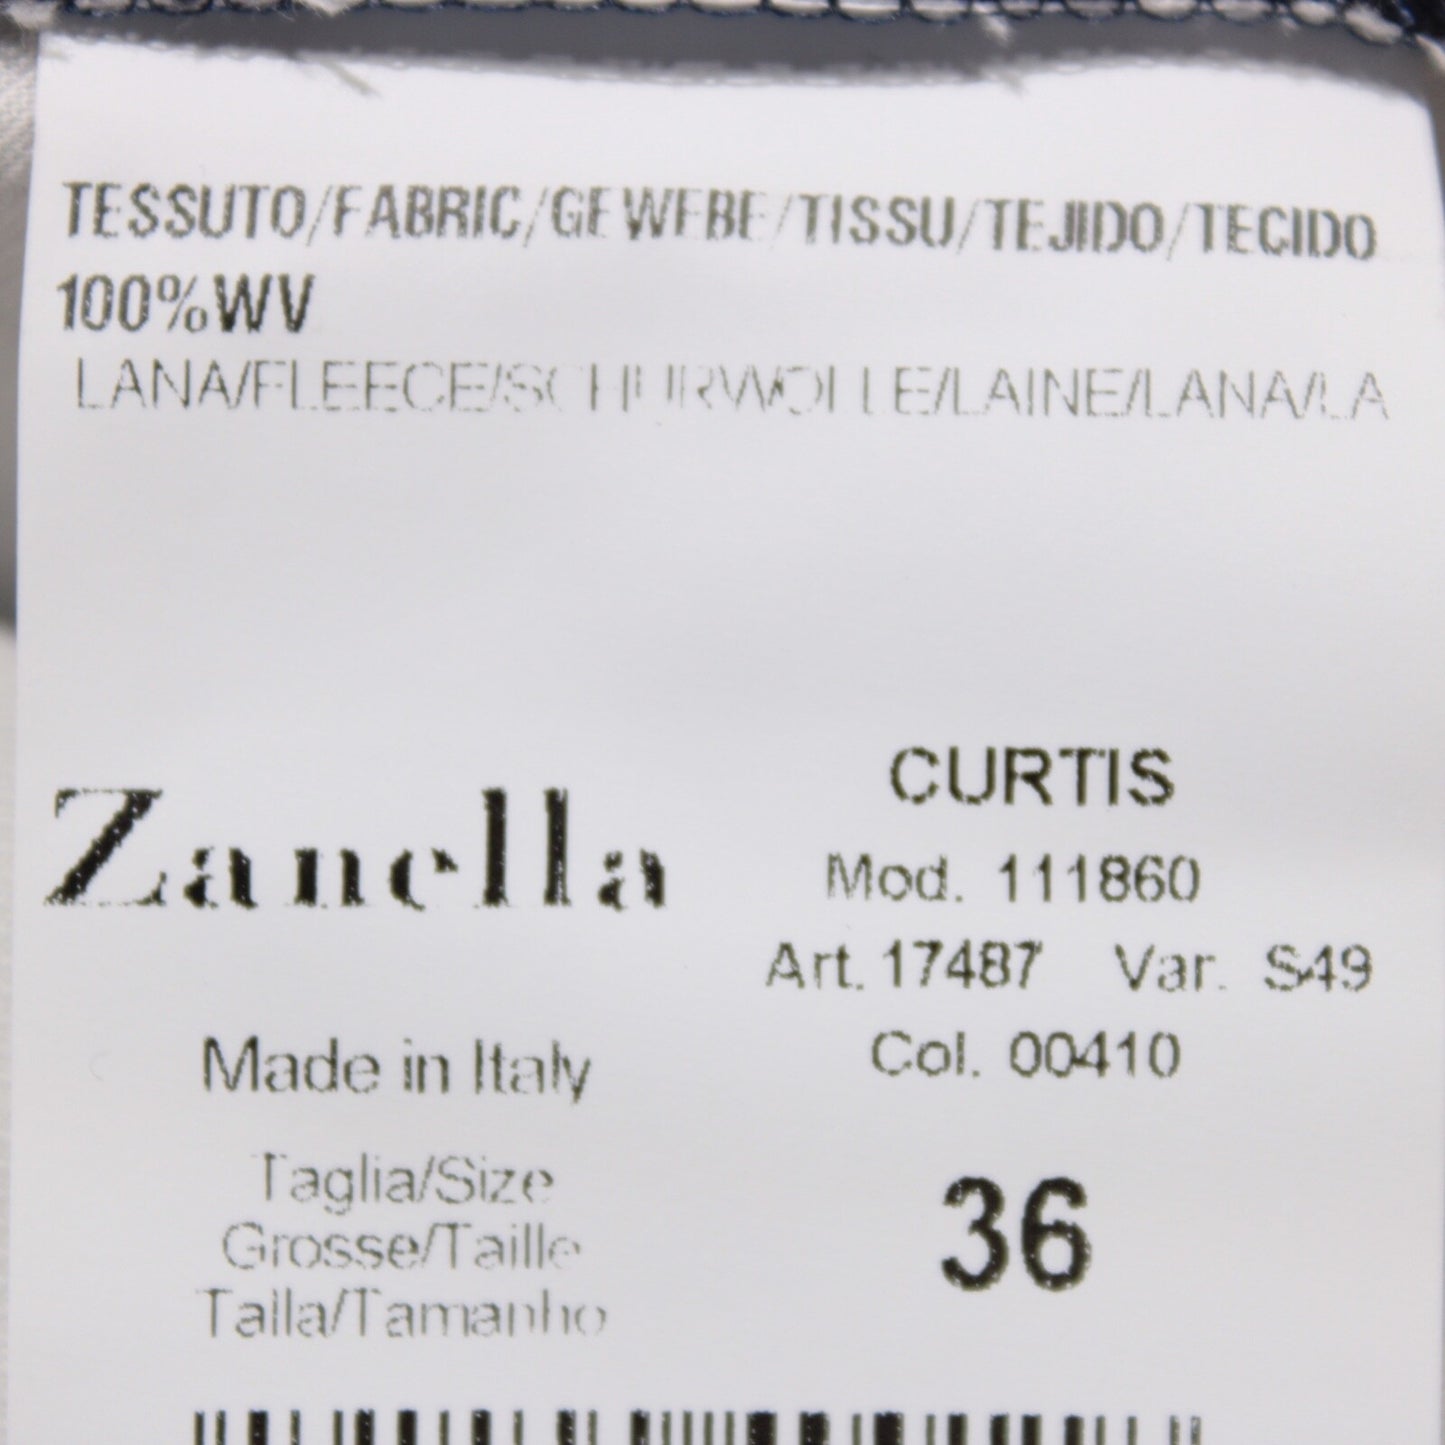 TESSUTO/FABRIC/GEWEBE/TISSU/TEJIDO/TECIDO
100%WV
LANA/FLEECE/SCHURWOLLE/LAINE/LANA/LA
Zanella
CURTIS
Mod. 111860
Art. 17487 Var. S49
Made in Italy
Col. 00410
Taglia/Size
Grosse/Taille
Talla/Tamanho
36